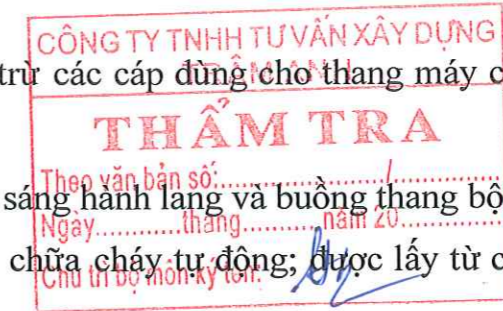 CÔNG TY TNHH TƯ VẤN XÂY DỰNG
trừ các cáp dùng cho thang máy c
THẨM TRA
Theo văn bản số:............................/..............
sáng hành lang và buồng thang bộ
Ngày.............tháng...........năm 20............
chữa cháy tự động; được lấy từ c
Chủ trì bộ môn ký tên: